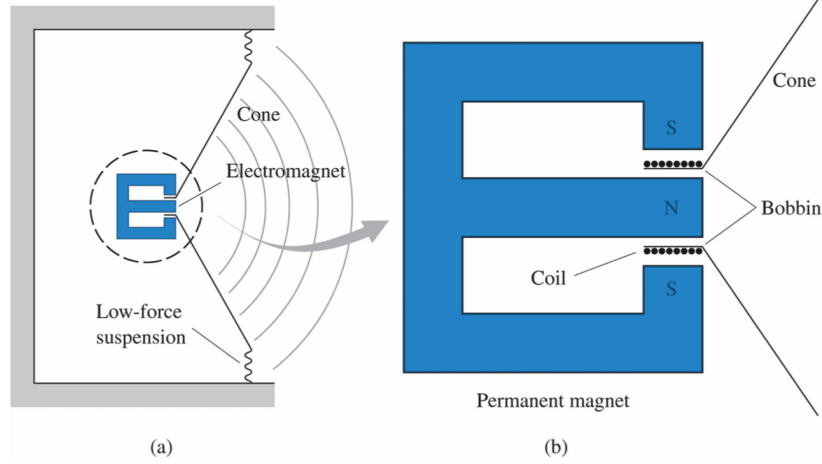 Cone
Electromagnet
Low-force
suspension
(a)
Cone
S
N
Bobbin
Coil
S
Permanent magnet
(b)